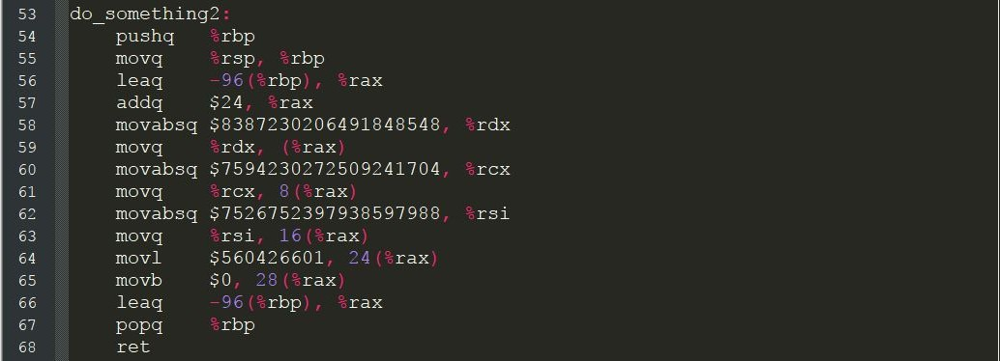 53 do_something2:
54 pushq %rbp
55 movq %rsp, %rbp
56 leaq -96(%rbp), %rax
57 addq $24, %rax
58 movabsq $8387230206491848548, %rdx
59 movq %rdx, (%rax)
60 movabsq $7594230272509241704, %rcx
61 movq %rcx, 8(%rax)
62 movabsq $7526752397938597988, %rsi
63 movq %rsi, 16(%rax)
64 movl $560426601, 24(%rax)
65 movb $0, 28(%rax)
66 leaq -96(%rbp), %rax
67 popq %rbp
68 ret